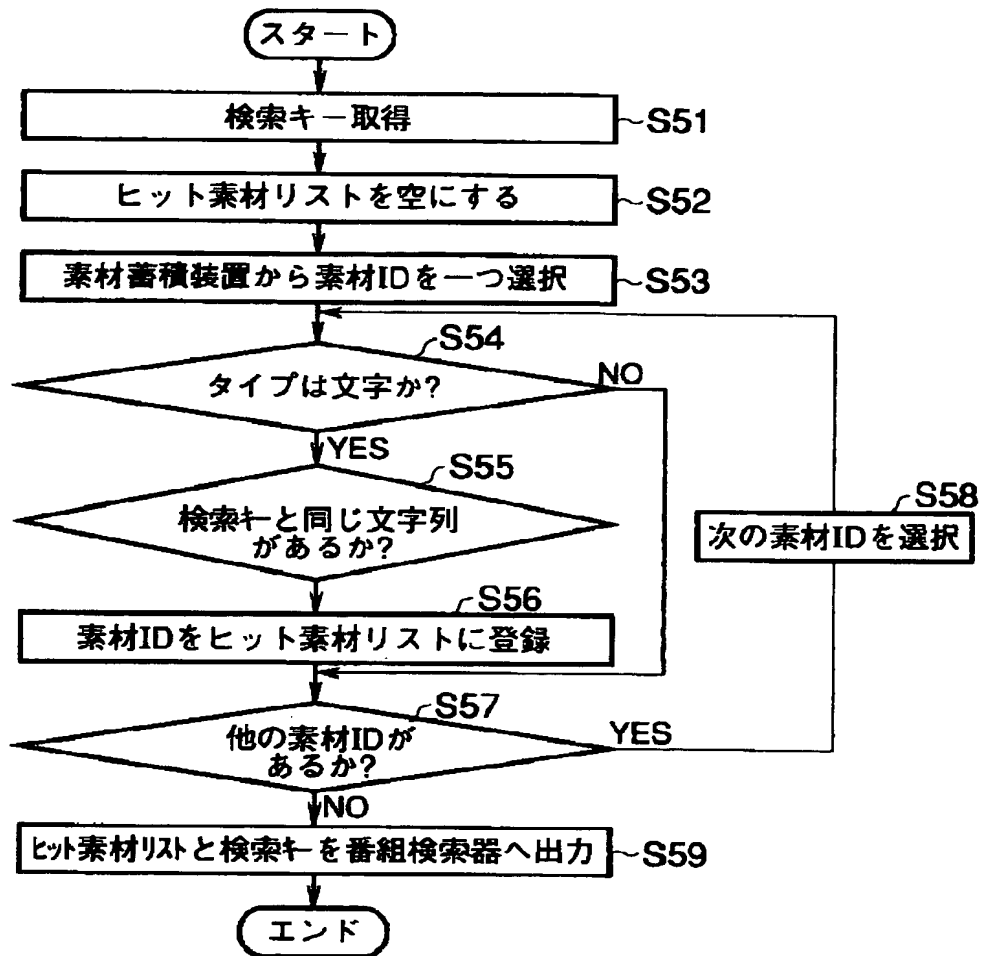 スタート
検索キー取得
S51
ヒット素材リストを空にする
S52
素材蓄積装置から素材IDを一つ選択
S53
S54
タイプは文字か?
NO
YES
S55
検索キーと同じ文字列
があるか?
S58
次の素材IDを選択
S56
素材IDをヒット素材リストに登録
S57
他の素材IDが
あるか?
YES
NO
ヒット素材リストと検索キーを番組検索器へ出力
S59
エンド